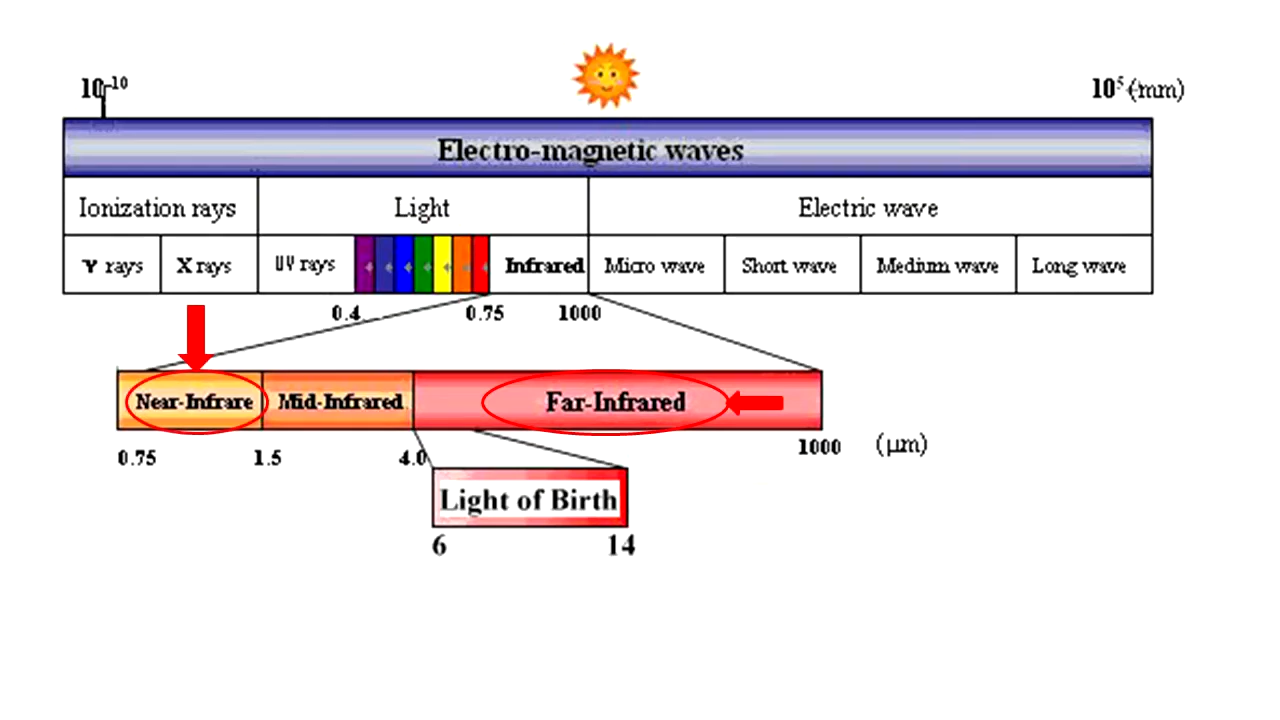 10-10
10⁵ (mm)
Electro-magnetic waves
Ionization rays Light Electric wave
γ rays X rays UV rays Infrared Micro wave Short wave Medium wave Long wave
0.4 0.75 1000
Near-Infrare Mid-Infrared Far-Infrared
0.75 1.5 4.0 1000 (μm)
Light of Birth
6 14